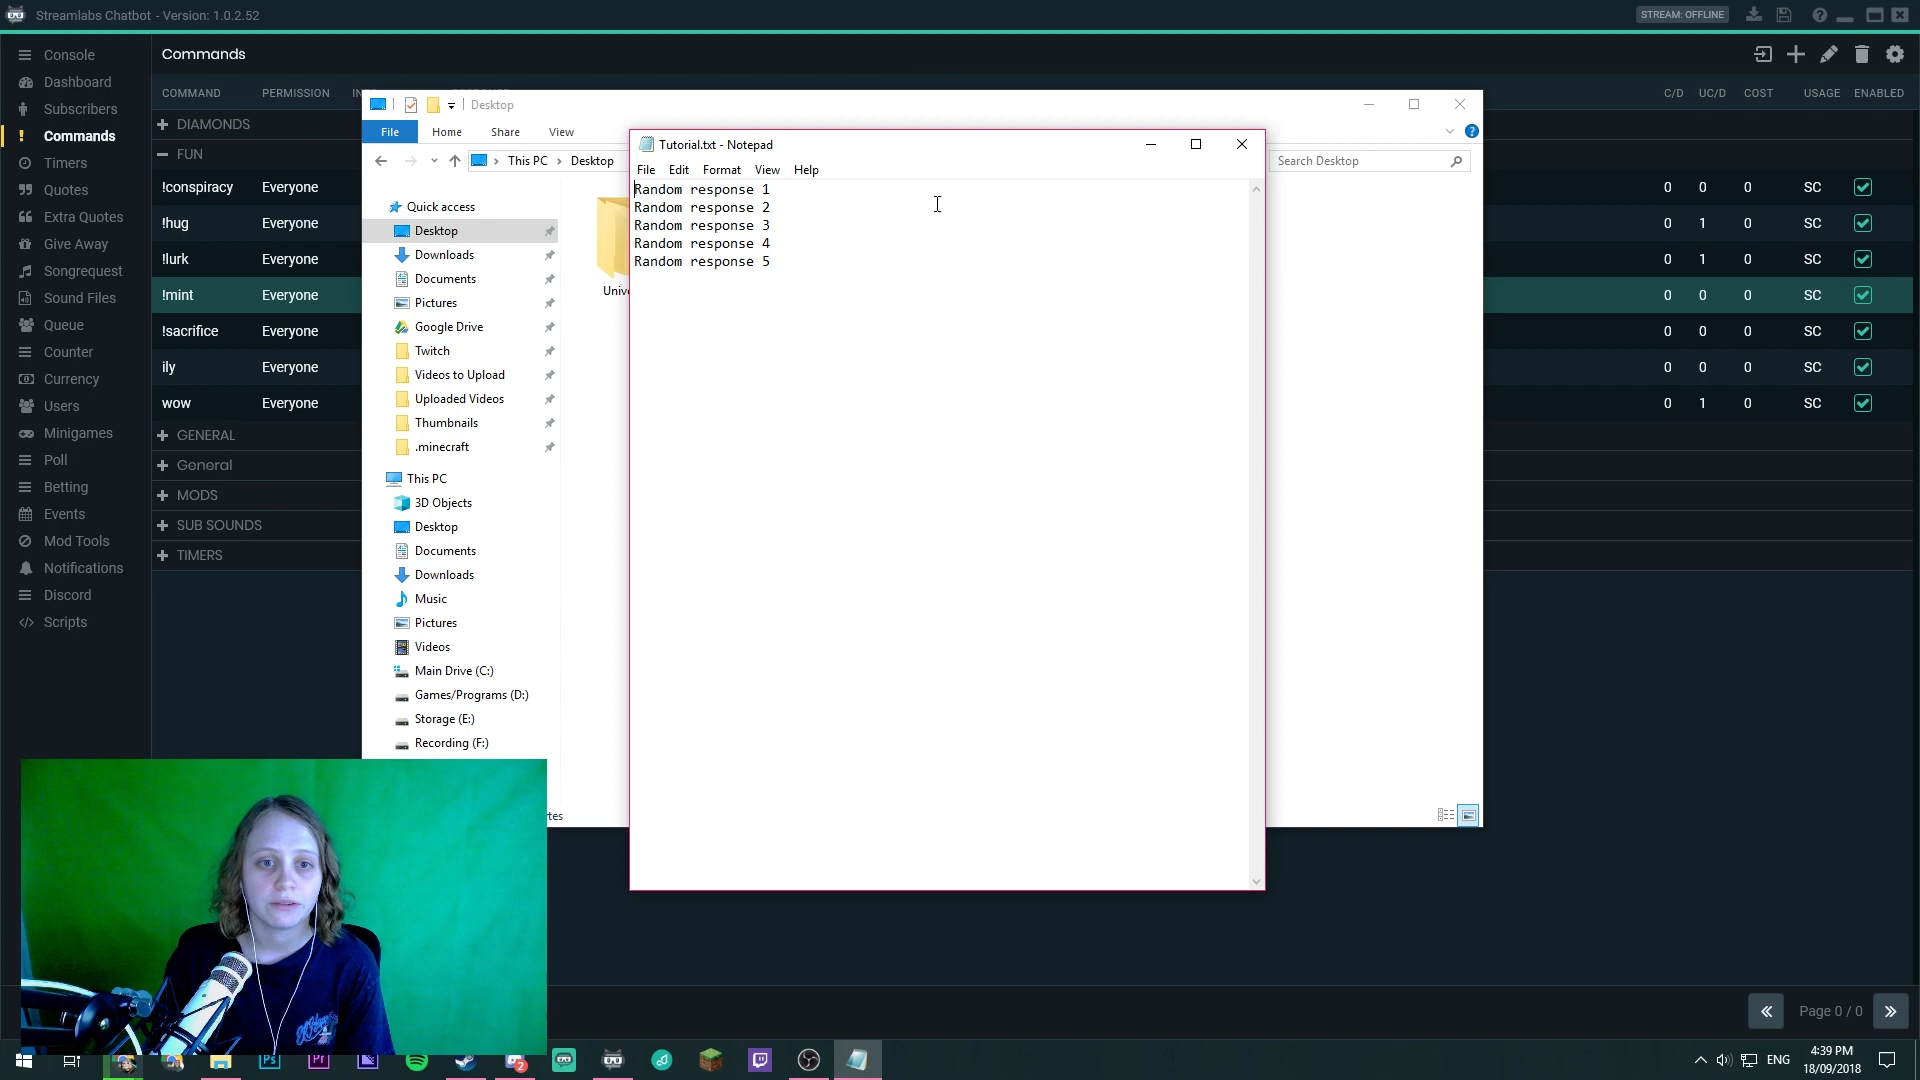 Streamlabs Chatbot - Version: 1.0.2.52
STREAM: OFFLINE
Console
Dashboard
Subscribers
Commands
Timers
Quotes
Extra Quotes
Give Away
Songrequest
Sound Files
Queue
Counter
Currency
Users
Minigames
Poll
Betting
Events
Mod Tools
Notifications
Discord
Scripts
Commands
COMMAND PERMISSION C/D UC/D COST USAGE ENABLED
DIAMONDS
FUN
!conspiracy Everyone 0 0 0 SC
!hug Everyone 0 1 0 SC
!lurk Everyone 0 1 0 SC
!mint Everyone 0 0 0 SC
!sacrifice Everyone 0 0 0 SC
ily Everyone 0 0 0 SC
wow Everyone 0 1 0 SC
GENERAL
General
MODS
SUB SOUNDS
TIMERS
Desktop
File Home Share View
This PC Desktop
Search Desktop
Quick access
Desktop
Downloads
Documents
Pictures
Google Drive
Twitch
Videos to Upload
Uploaded Videos
Thumbnails
.minecraft
This PC
3D Objects
Desktop
Documents
Downloads
Music
Pictures
Videos
Main Drive (C:)
Games/Programs (D:)
Storage (E:)
Recording (F:)
Tutorial.txt - Notepad
File Edit Format View Help
Random response 1
Random response 2
Random response 3
Random response 4
Random response 5
Page 0 / 0
Ps Pr 2
ENG
4:39 PM
18/09/2018